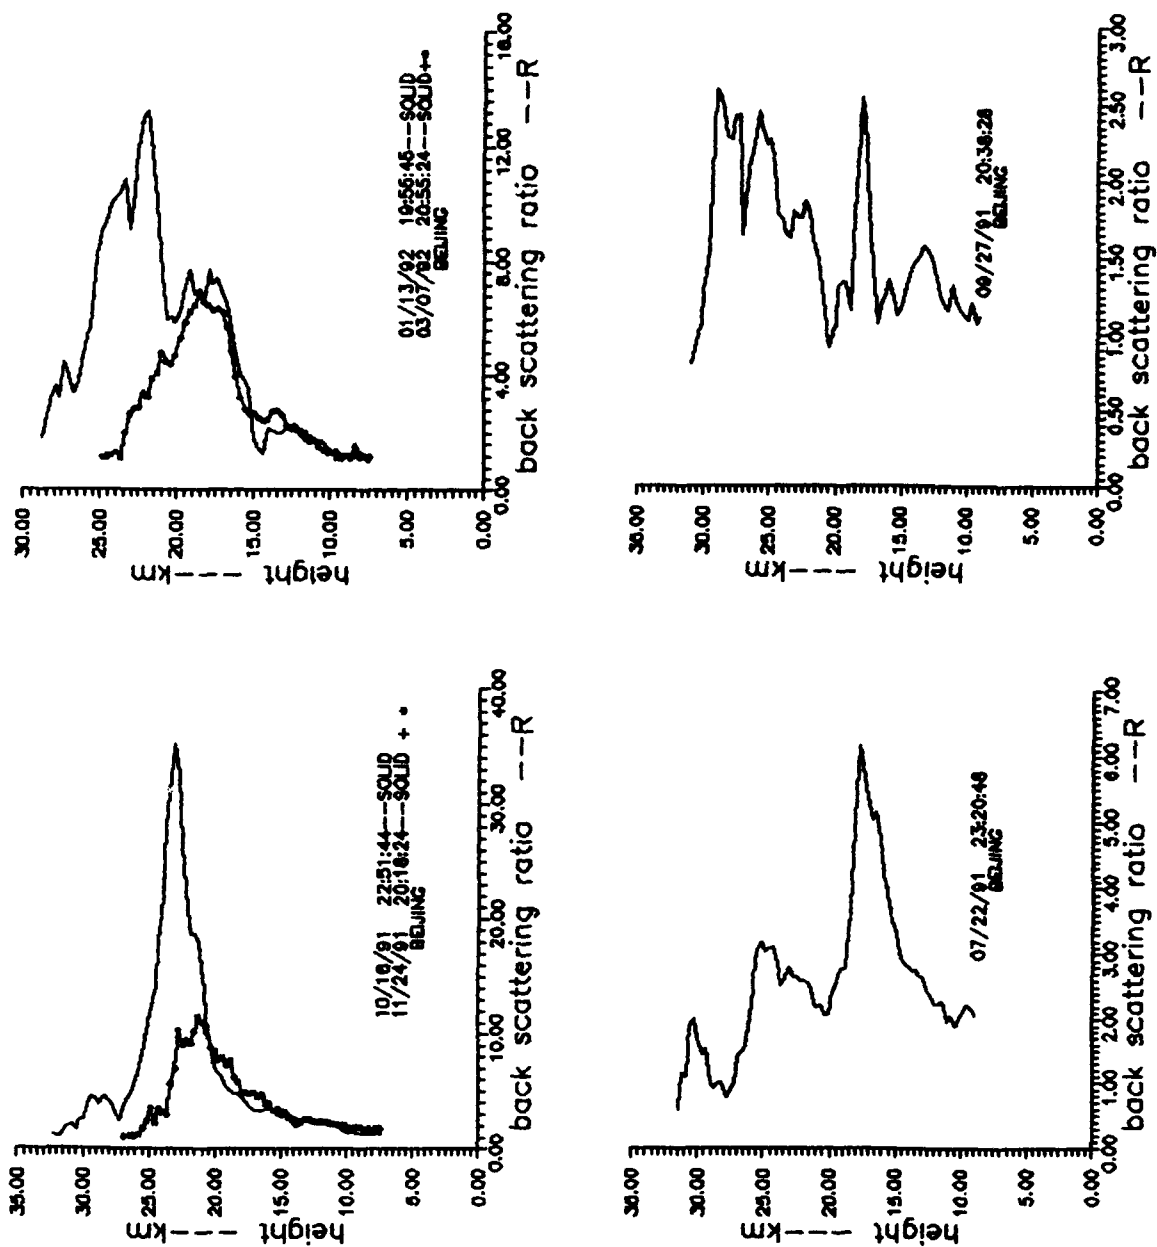 35.00
30.00
25.00
20.00
15.00
10.00
5.00
0.00
height ---km
10/16/91 22:51:44---SOLID
11/24/91 20:18:24---SOLID + *
BEIJING
0.00 10.00 20.00 30.00 40.00
back scattering ratio ---R
30.00
25.00
20.00
15.00
10.00
5.00
0.00
height ---km
01/13/92 19:56:45---SOLID
03/07/92 20:55:24---SOLID+*
BEIJING
0.00 4.00 8.00 12.00 16.00
back scattering ratio ---R
35.00
30.00
25.00
20.00
15.00
10.00
5.00
0.00
height ---km
07/22/91 23:20:48
BEIJING
0.00 1.00 2.00 3.00 4.00 5.00 6.00 7.00
back scattering ratio ---R
35.00
30.00
25.00
20.00
15.00
10.00
5.00
0.00
height ---km
09/27/91 20:38:28
BEIJING
0.00 0.50 1.00 1.50 2.00 2.50 3.00
back scattering ratio ---R